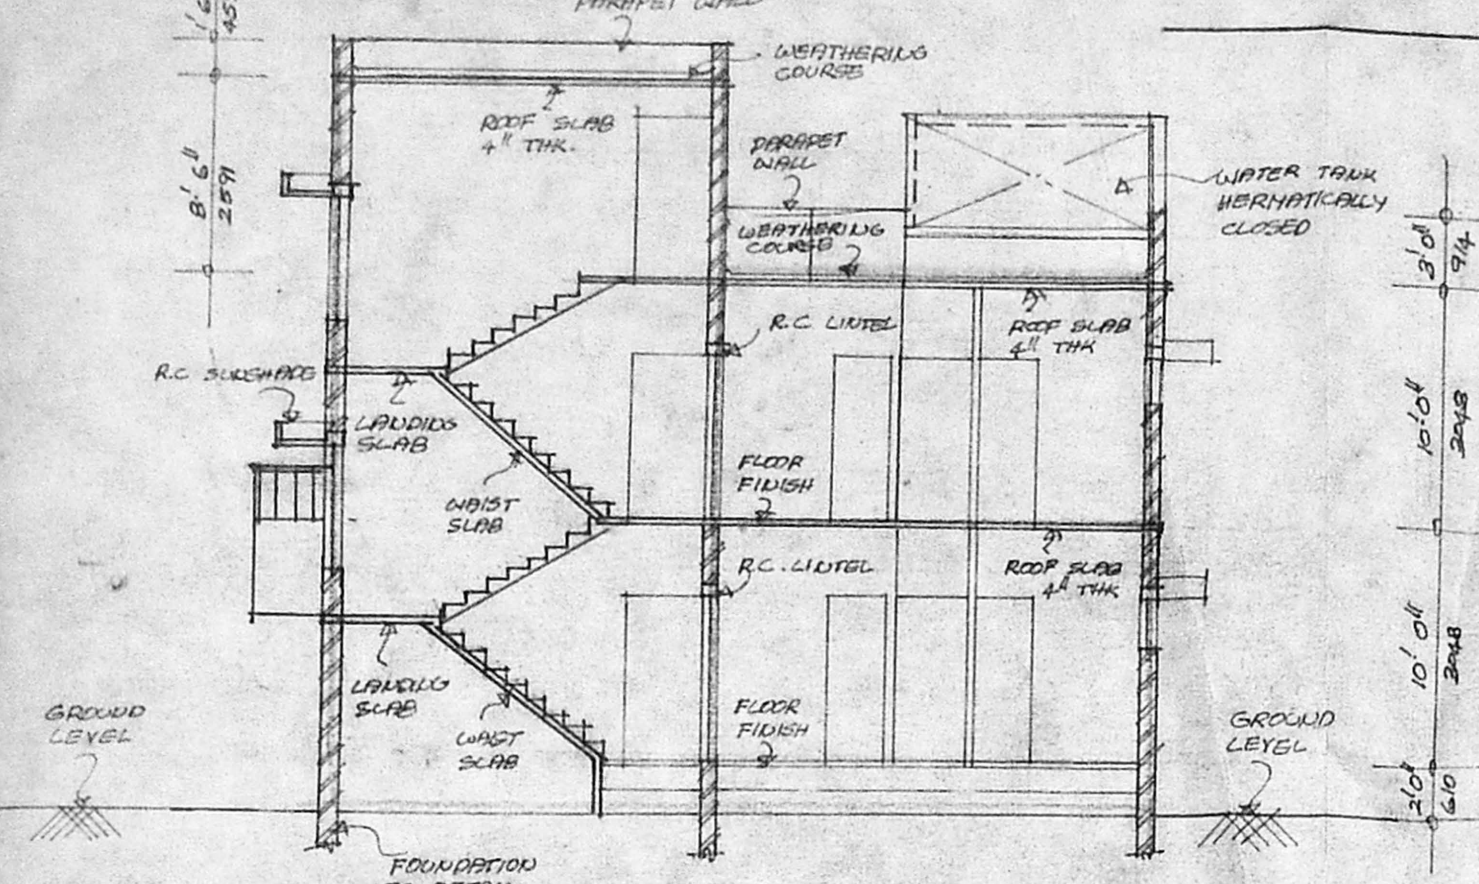 PARAPET WALL
WEATHERING
COURSE
ROOF SLAB
4" THK.
PARAPET
WALL
WATER TANK
HERMATICALLY
CLOSED
WEATHERING
COURSE
8'6"
2591
3'0"
914
R.C LINTEL
ROOF SLAB
4" THK
R.C SUNSHADE
LANDING
SLAB
10'-0"
3048
FLOOR
FINISH
WAIST
SLAB
R.C. LINTEL
ROOF SLAB
4" THK
10'0"
3048
LANDING
SLAB
GROUND
LEVEL
WAIST
SLAB
FLOOR
FINISH
GROUND
LEVEL
2'0"
610
FOUNDATION